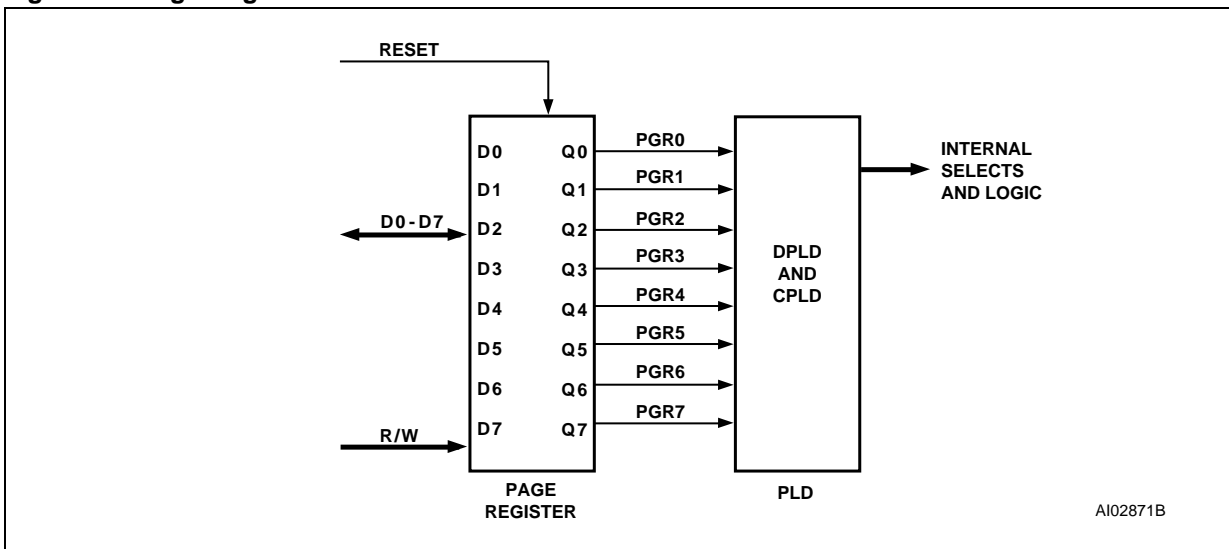 RESET
D0 Q0 PGR0
D1 Q1 PGR1
D0-D7 D2 Q2 PGR2
D3 Q3 PGR3
D4 Q4 PGR4
D5 Q5 PGR5
D6 Q6 PGR6
R/W D7 Q7 PGR7
DPLD
AND
CPLD
INTERNAL
SELECTS
AND LOGIC
PAGE
REGISTER
PLD
AI02871B